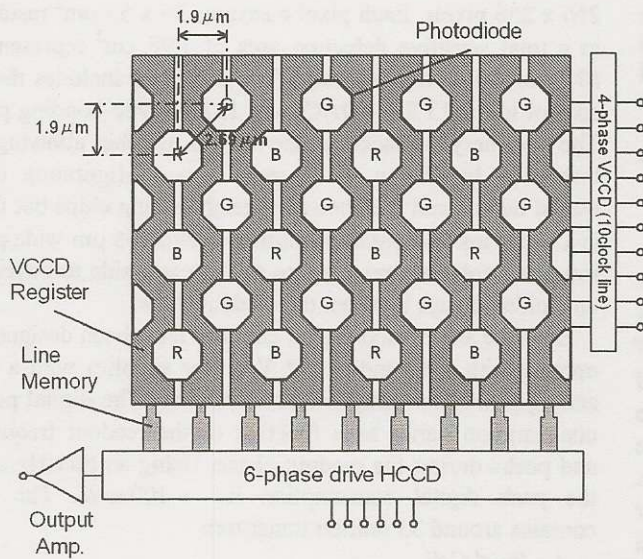 1.9μm
Photodiode
1.9μm
2.69μm
G G G G
R B R B
G G G G
B R B R
G G G G
R B R B
4-phase VCCD (10clock line)
VCCD
Register
Line
Memory
6-phase drive HCCD
Output
Amp.